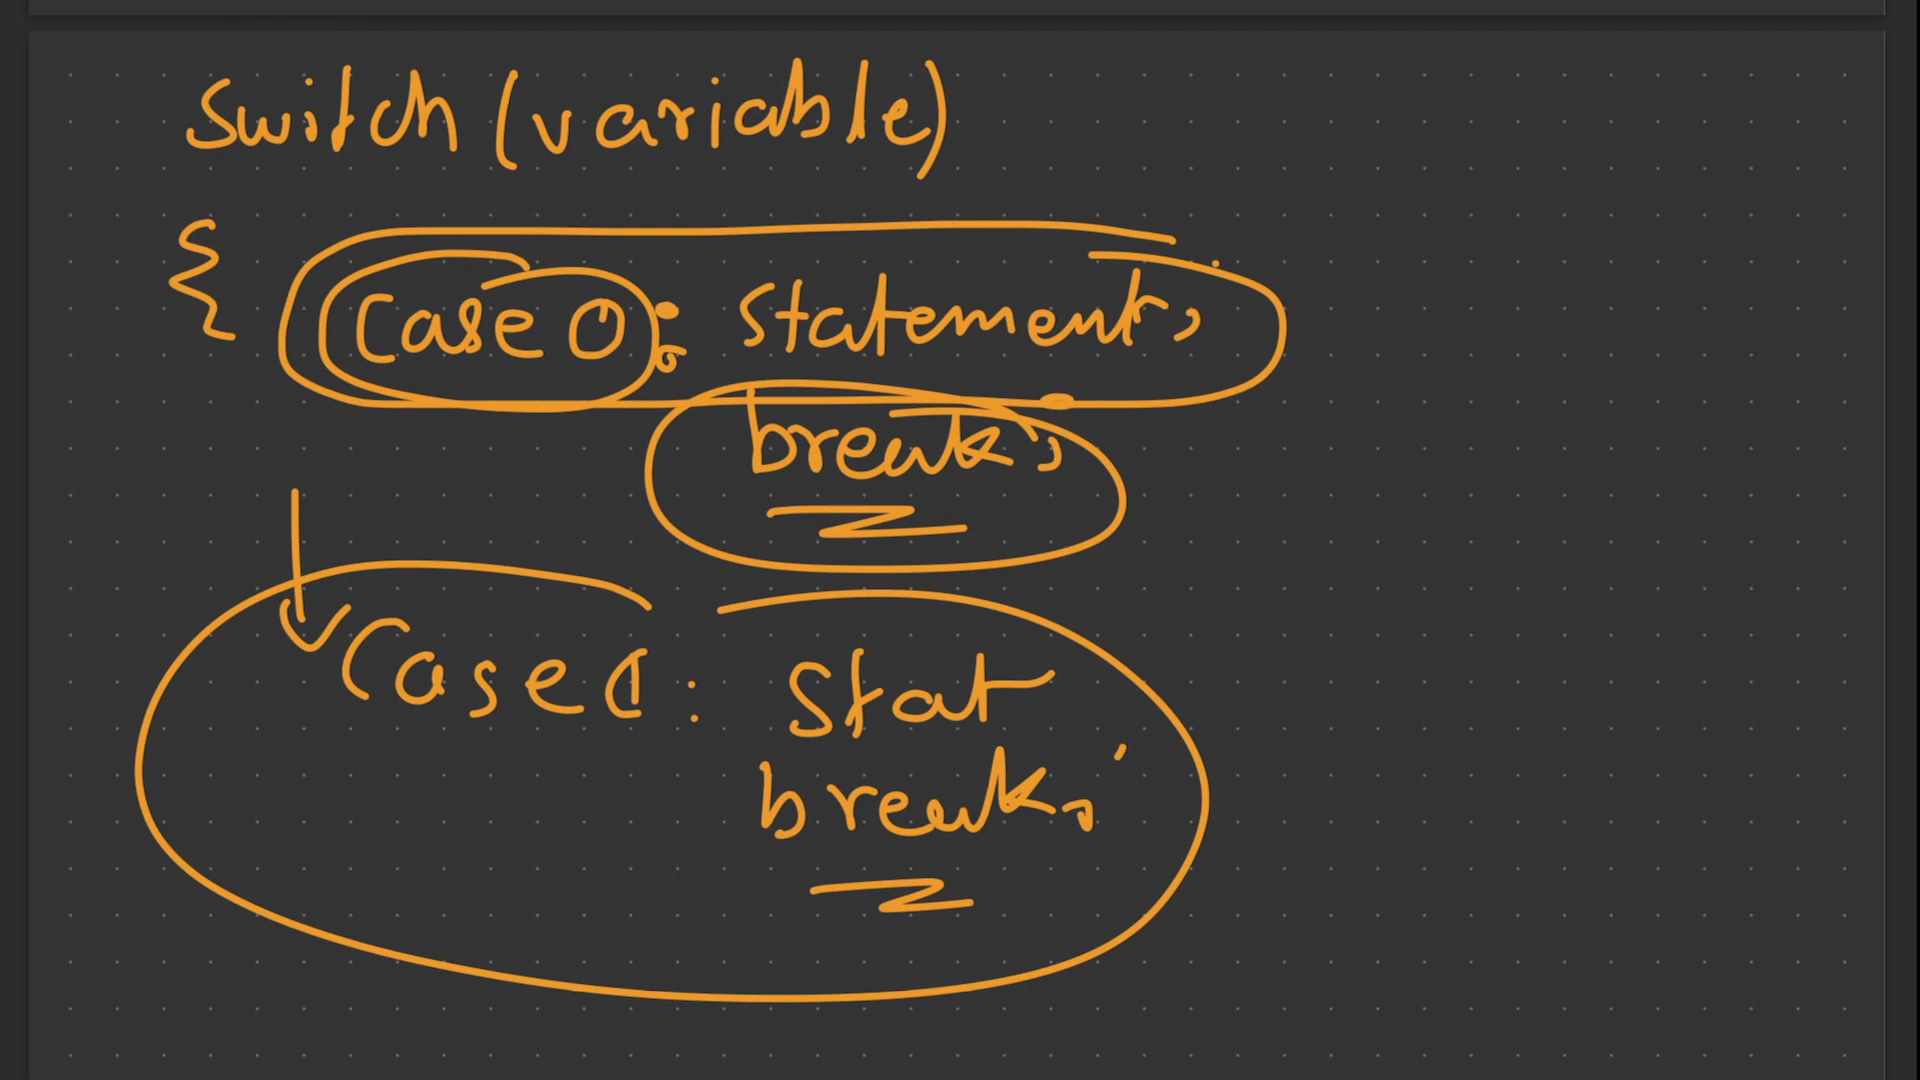 Switch (variable)
{ Case 0 : Statement;
break;
Case 1 : Stat
break;